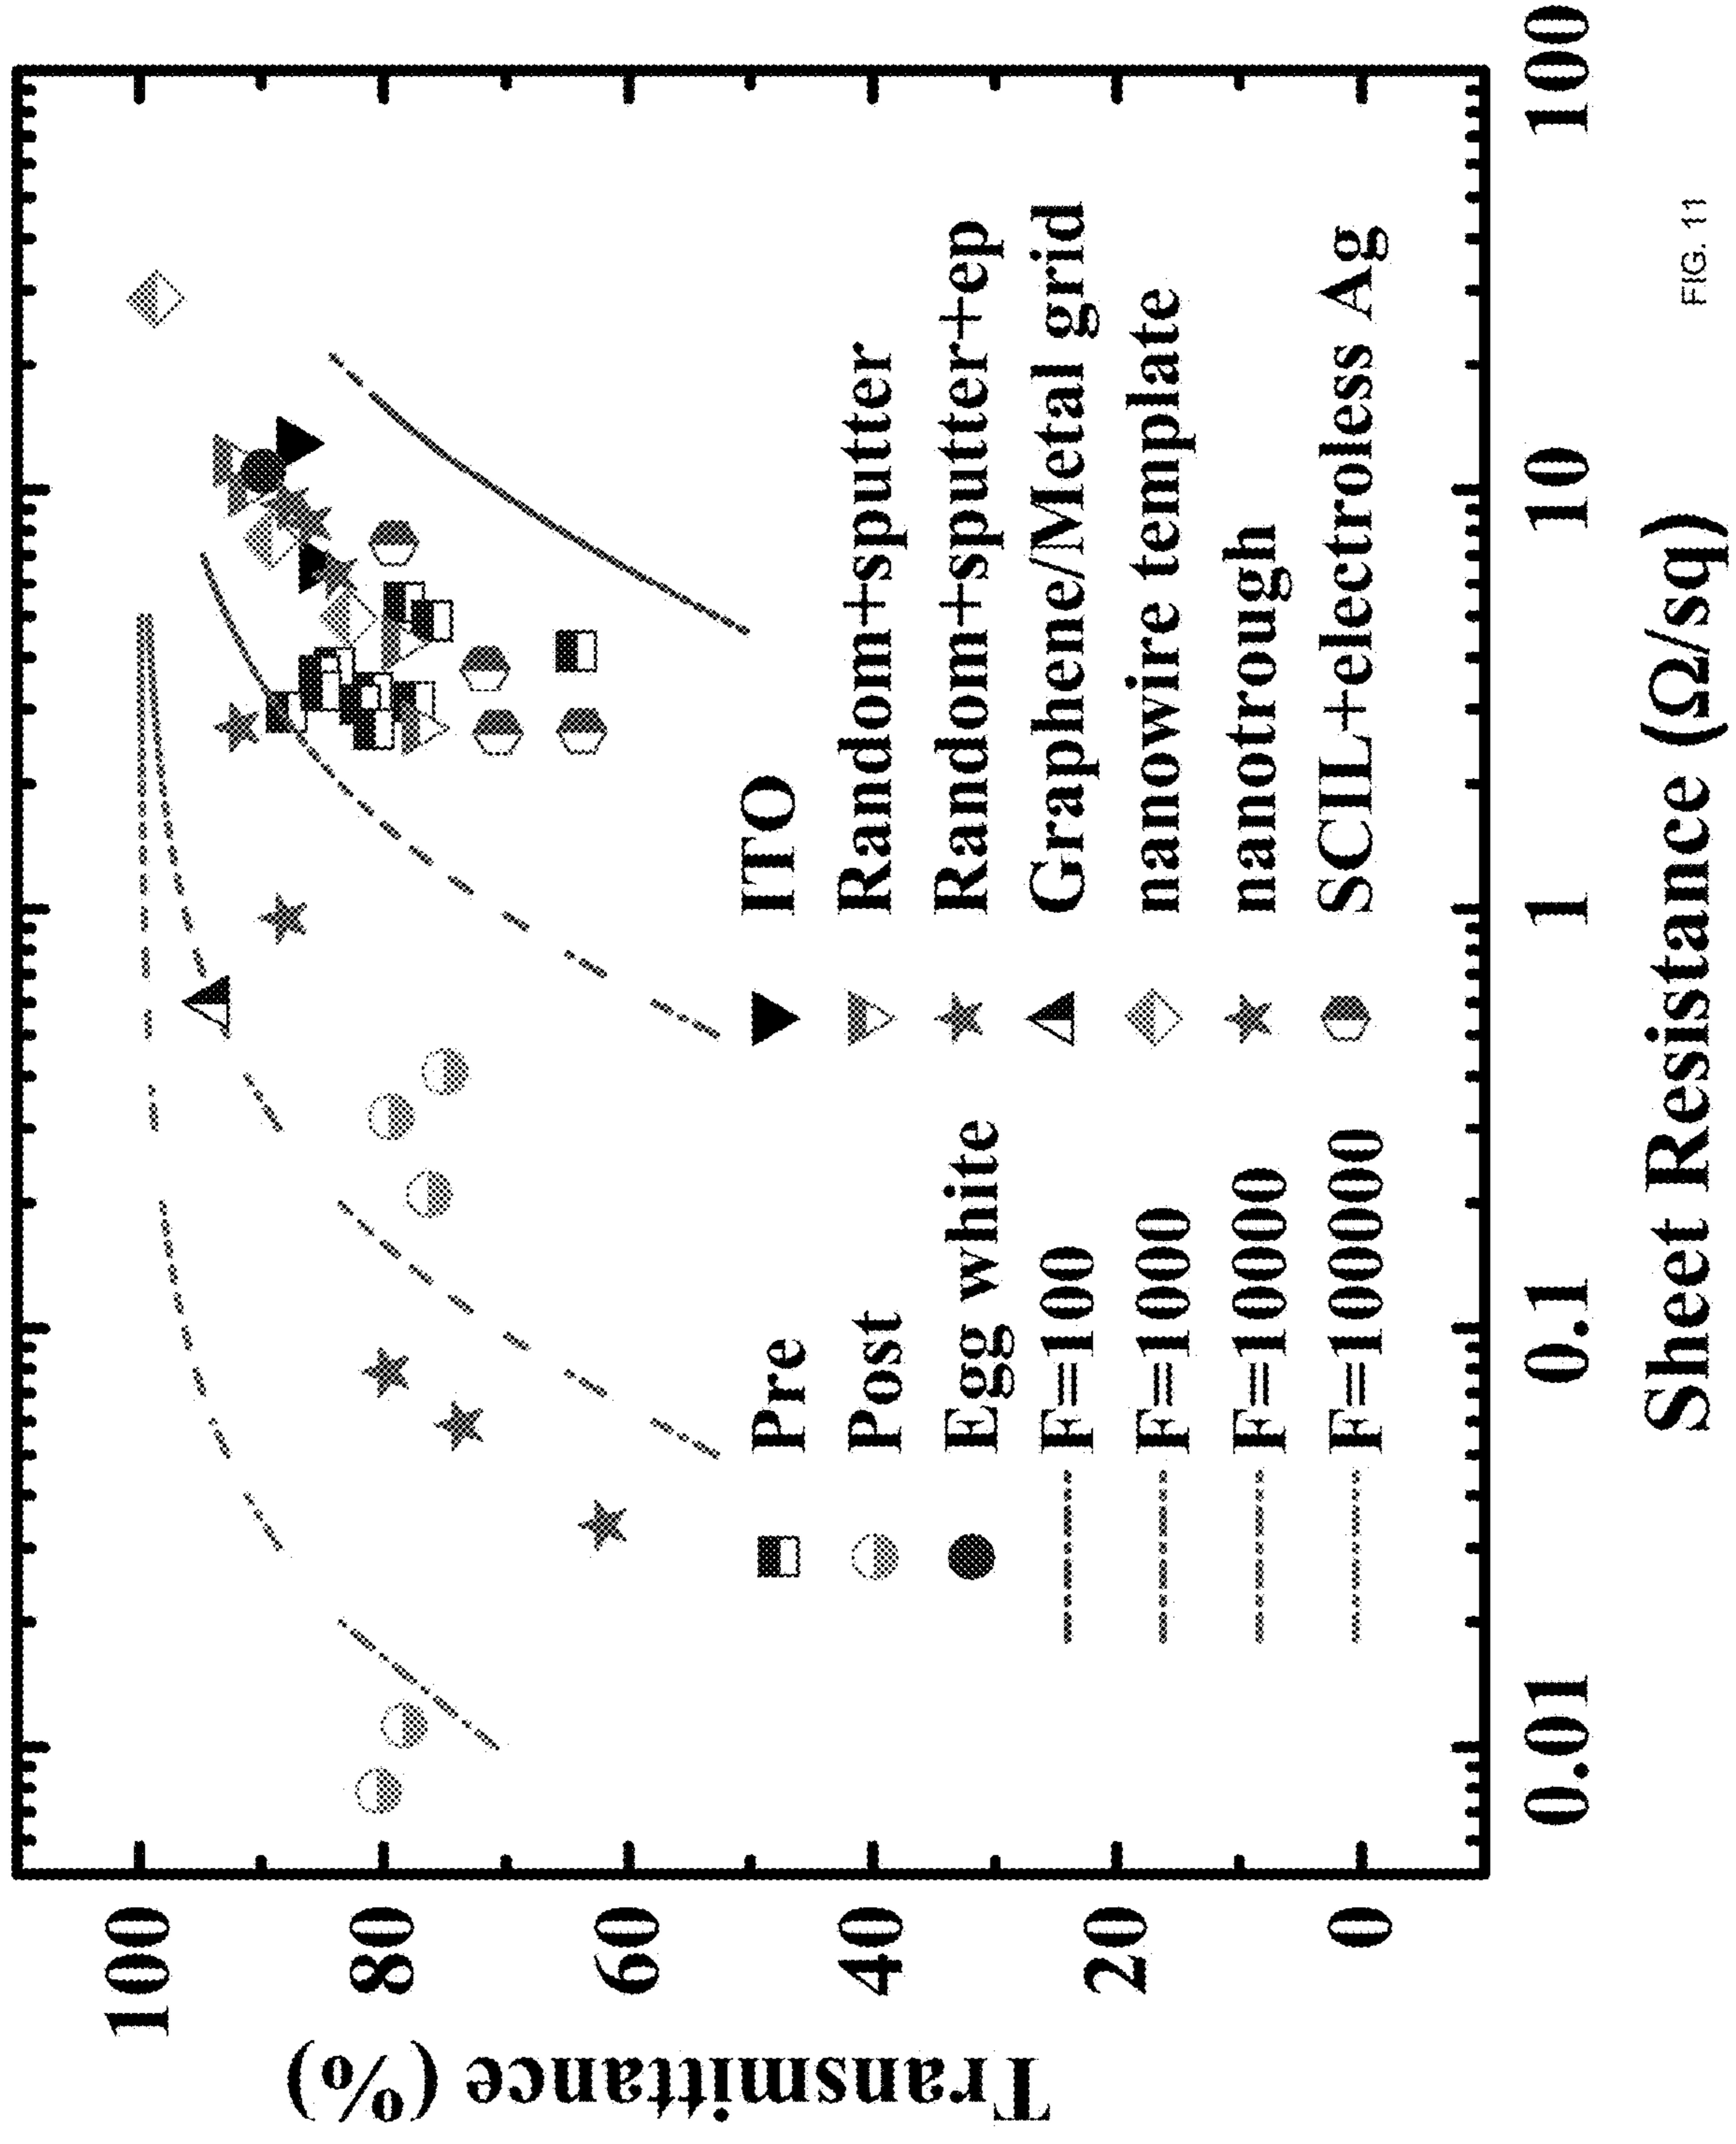 Transmittance (%)
100
80
60
40
20
0
Pre
Post
Egg white
F=100
F=1000
F=10000
F=100000
ITO
Random+sputter
Random+sputter+ep
Graphene/Metal grid
nanowire template
nanotrough
SCIL+electroless Ag
0.01
0.1
1
10
100
Sheet Resistance (Ω/sq)
FIG. 11